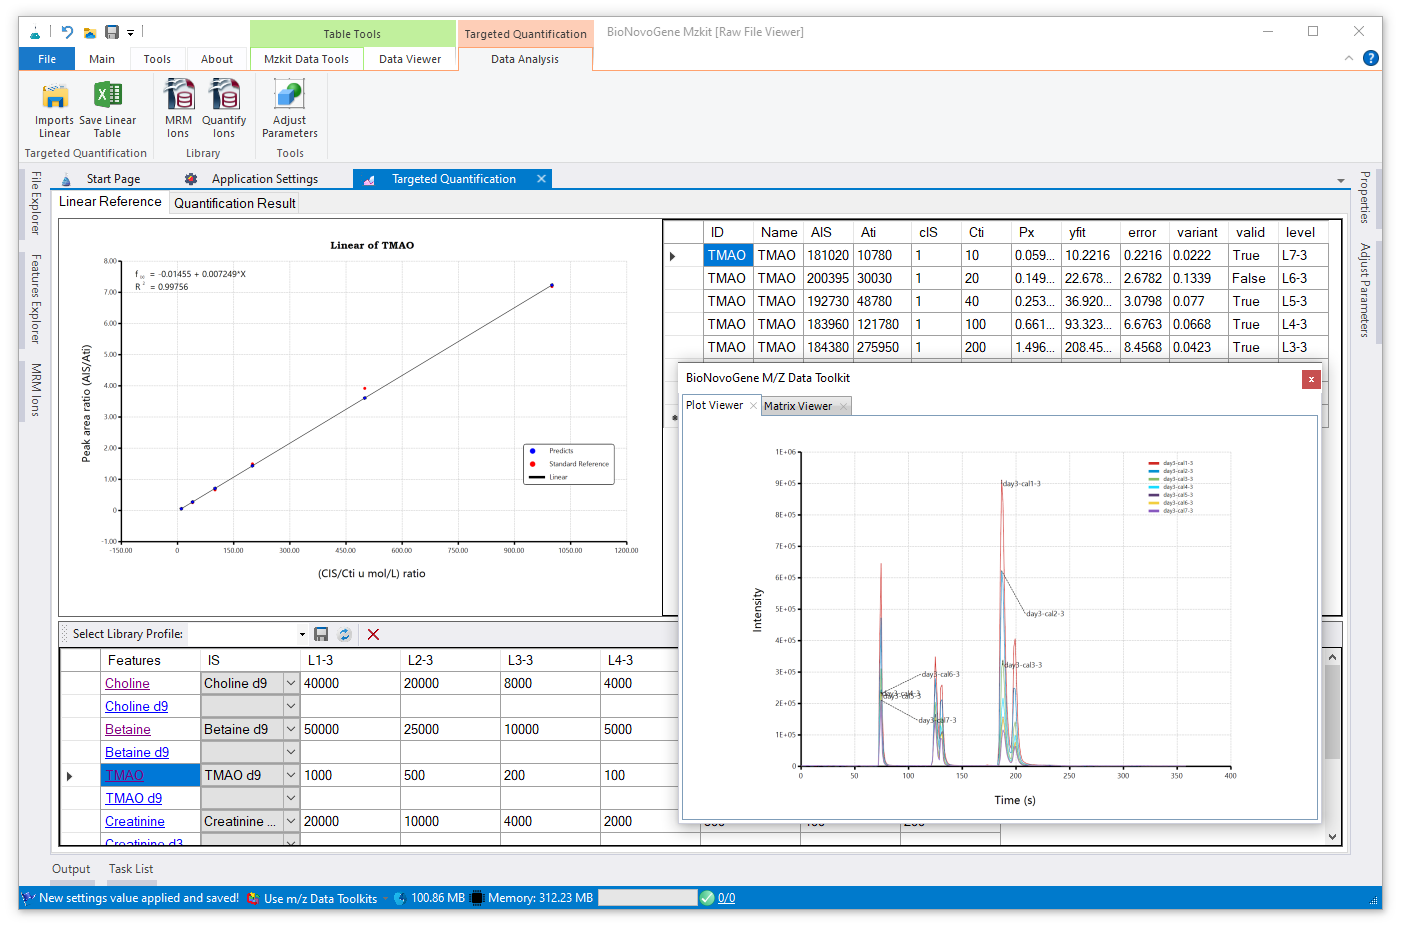 Table Tools
Targeted Quantification
BioNovoGene Mzkit [Raw File Viewer]
File
Main
Tools
About
Mzkit Data Tools
Data Viewer
Data Analysis
Imports Linear
Save Linear Table
MRM Ions
Quantify Ions
Adjust Parameters
Targeted Quantification
Library
Tools
File Explorer
Features Explorer
MRM Ions
Properties
Adjust Parameters
Start Page
Application Settings
Targeted Quantification
Linear Reference
Quantification Result
Linear of TMAO
f(x) = -0.01455 + 0.007249*X
R² = 0.99756
8.00
7.00
6.00
5.00
4.00
3.00
2.00
1.00
0
-1.00
Peak area ratio (AIS/Ati)
-150.00 0 150.00 300.00 450.00 600.00 750.00 900.00 1050.00 1200.00
(CIS/Cti u mol/L) ratio
Predicts
Standard Reference
Linear
ID Name AIS Ati cIS Cti Px yfit error variant valid level
TMAO TMAO 181020 10780 1 10 0.059... 10.2216 0.2216 0.0222 True L7-3
TMAO TMAO 200395 30030 1 20 0.149... 22.678... 2.6782 0.1339 False L6-3
TMAO TMAO 192730 48780 1 40 0.253... 36.920... 3.0798 0.077 True L5-3
TMAO TMAO 183960 121780 1 100 0.661... 93.323... 6.6763 0.0668 True L4-3
TMAO TMAO 184380 275950 1 200 1.496... 208.45... 8.4568 0.0423 True L3-3
BioNovoGene M/Z Data Toolkit
Plot Viewer
Matrix Viewer
1E+06
9E+05
8E+05
7E+05
6E+05
5E+05
4E+05
3E+05
2E+05
1E+05
0
Intensity
0 50 100 150 200 250 300 350 400
Time (s)
day3-cal1-3
day3-cal2-3
day3-cal3-3
day3-cal4-3
day3-cal5-3
day3-cal6-3
day3-cal7-3
day3-cal1-3
day3-cal2-3
day3-cal3-3
day3-cal6-3
day3-cal5-3
day3-cal7-3
Select Library Profile:
Features IS L1-3 L2-3 L3-3 L4-3
Choline Choline d9 40000 20000 8000 4000
Choline d9
Betaine Betaine d9 50000 25000 10000 5000
Betaine d9
TMAO TMAO d9 1000 500 200 100
TMAO d9
Creatinine Creatinine ... 20000 10000 4000 2000
Creatinine d3
Output
Task List
New settings value applied and saved!
Use m/z Data Toolkits
100.86 MB
Memory: 312.23 MB
0/0